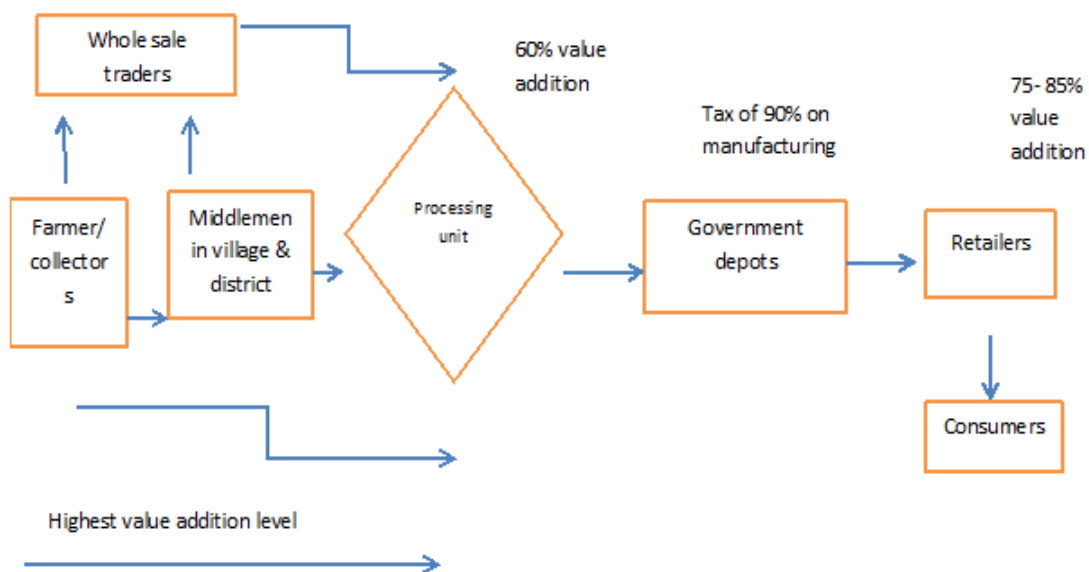 Whole sale
traders
60% value
addition
75- 85%
value
addition
Tax of 90% on
manufacturing
Farmer/
collector
s
Middlemen
in village &
district
Processing
unit
Government
depots
Retailers
Consumers
Highest value addition level